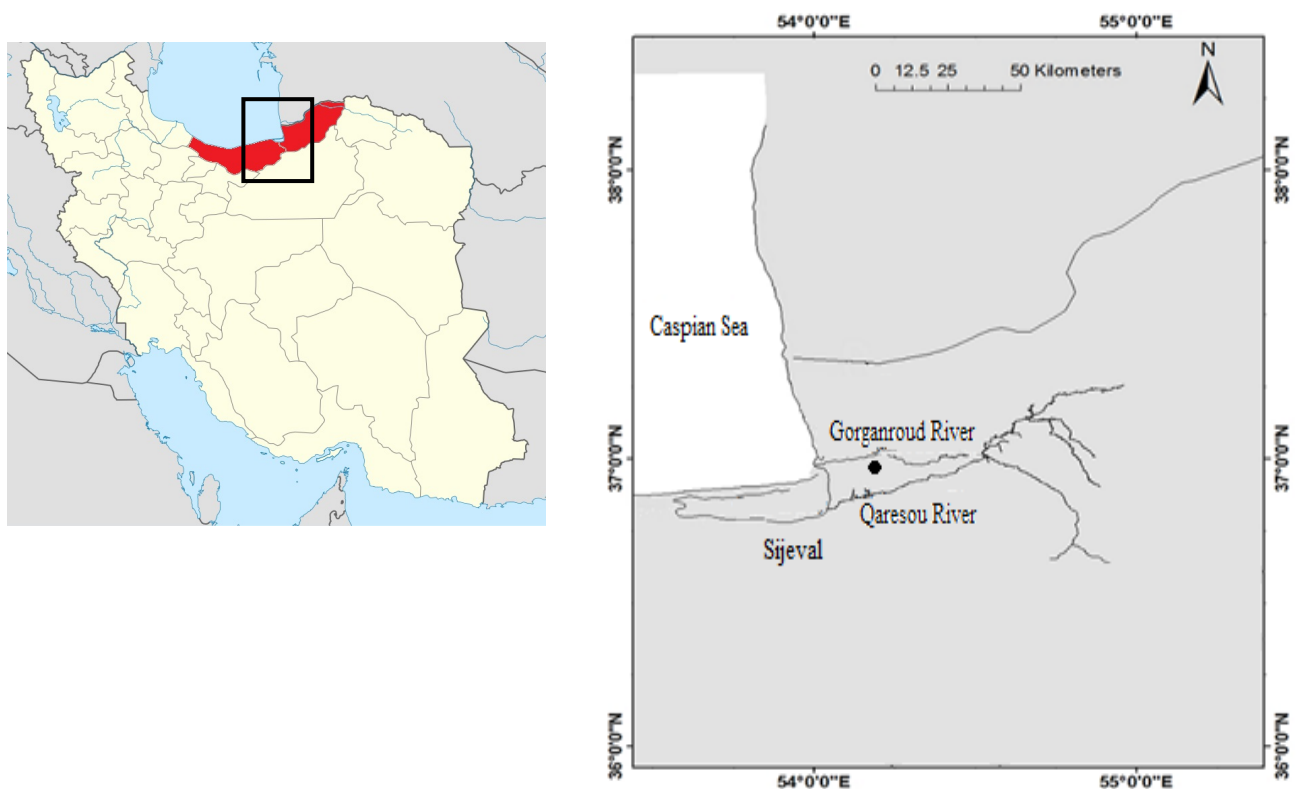 54°0'0"E 55°0'0"E
N
0 12.5 25 50 Kilometers
38°0'0"N 38°0'0"N
Caspian Sea
Gorganroud River
37°0'0"N 37°0'0"N
Qaresou River
Sijeval
36°0'0"N 36°0'0"N
54°0'0"E 55°0'0"E